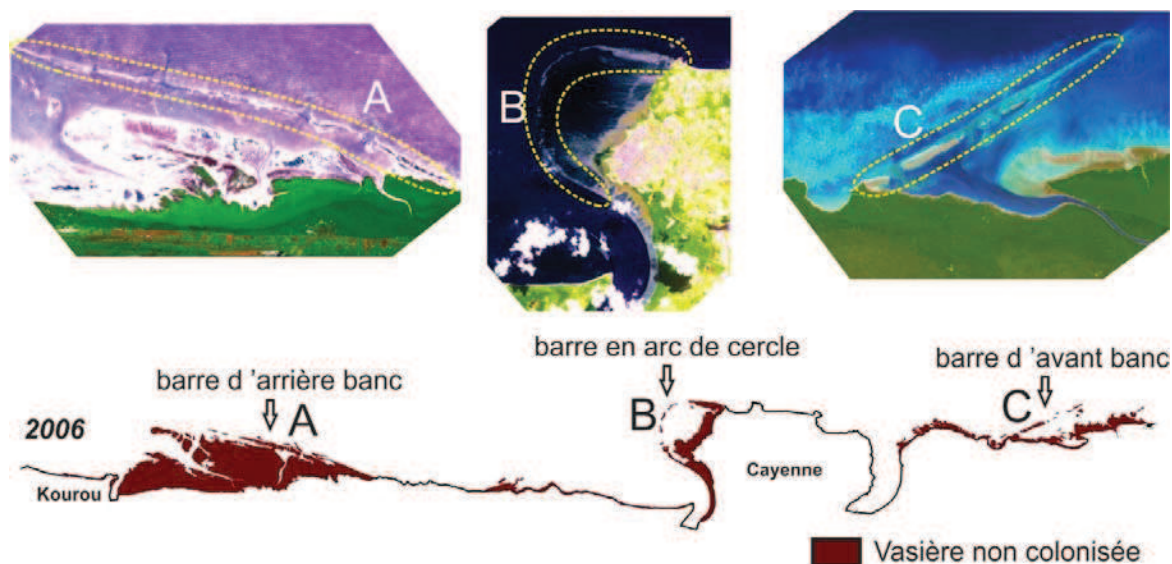 A
B
C
barre en arc de cercle
barre d 'avant banc
barre d 'arrière banc
A
B
C
2006
Cayenne
Kourou
Vasière non colonisée